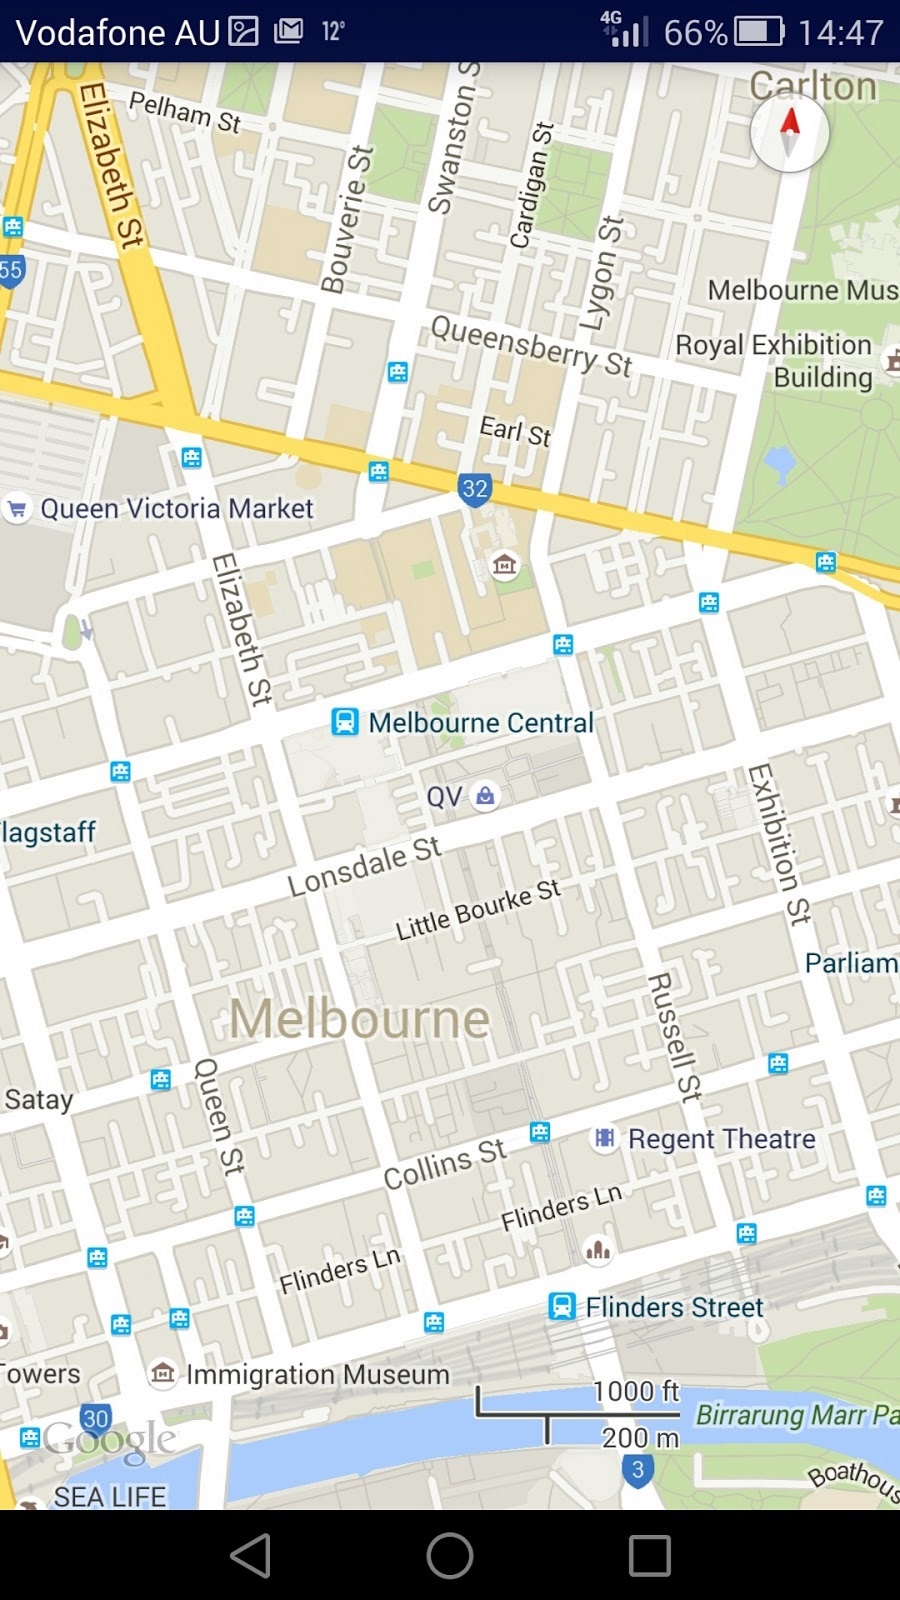 Vodafone AU
12°
4G
66%
14:47
Carlton
Pelham St
Elizabeth St
Swanston S
Cardigan St
Bouverie St
Lygon St
55
Melbourne Mus
Queensberry St
Royal Exhibition
Building
Earl St
32
Queen Victoria Market
Elizabeth St
Melbourne Central
QV
Exhibition St
lagstaff
Lonsdale St
Little Bourke St
Parliam
Russell St
Melbourne
Queen St
Satay
Regent Theatre
Collins St
Flinders Ln
Flinders Ln
Flinders Street
Immigration Museum
owers
1000 ft
200 m
Birrarung Marr Pa
30
Google
3
Boathous
SEA LIFE